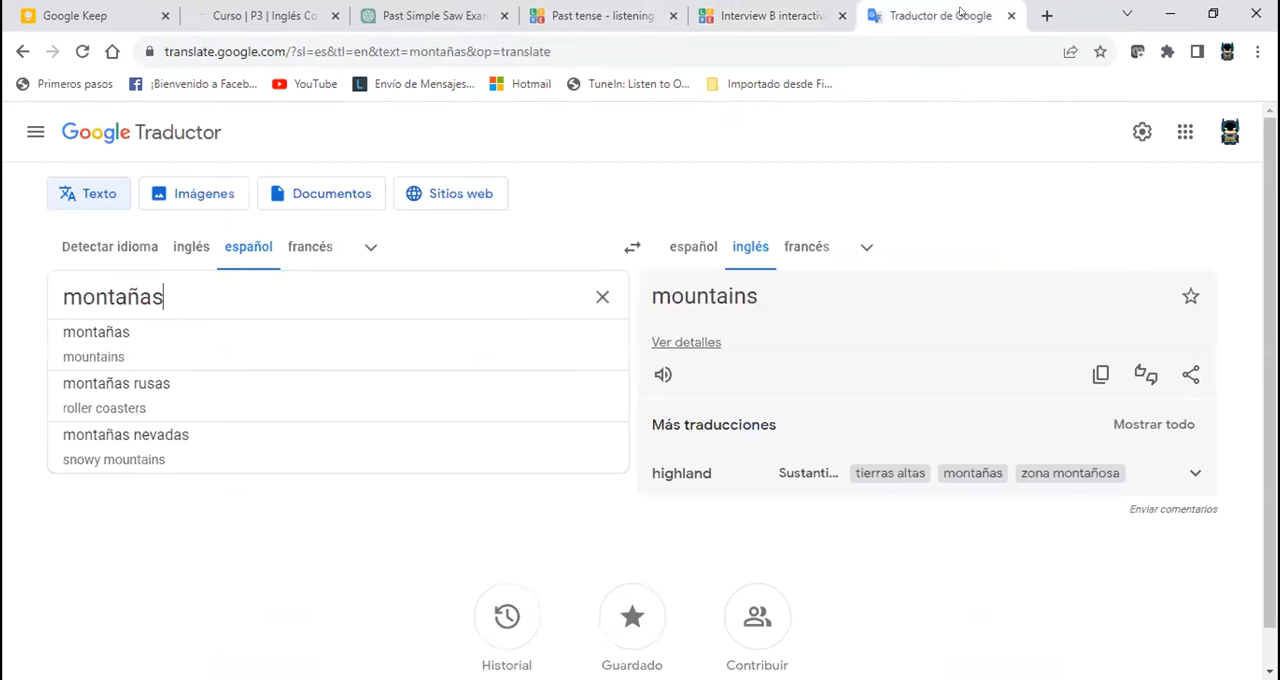 Google Keep
Curso | P3 | Inglés Co
Past Simple Saw Exar
Past tense - listening
Interview B interactiv
Traductor de Google
translate.google.com/?sl=es&tl=en&text=montañas&op=translate
Primeros pasos
¡Bienvenido a Faceb...
YouTube
Envío de Mensajes...
Hotmail
TuneIn: Listen to O...
Importado desde Fi...
Google Traductor
Texto
Imágenes
Documentos
Sitios web
Detectar idioma inglés español francés
español inglés francés
montañas
mountains
montañas
mountains
montañas rusas
roller coasters
montañas nevadas
snowy mountains
Ver detalles
Más traducciones
Mostrar todo
highland Sustanti... tierras altas montañas zona montañosa
Enviar comentarios
Historial
Guardado
Contribuir